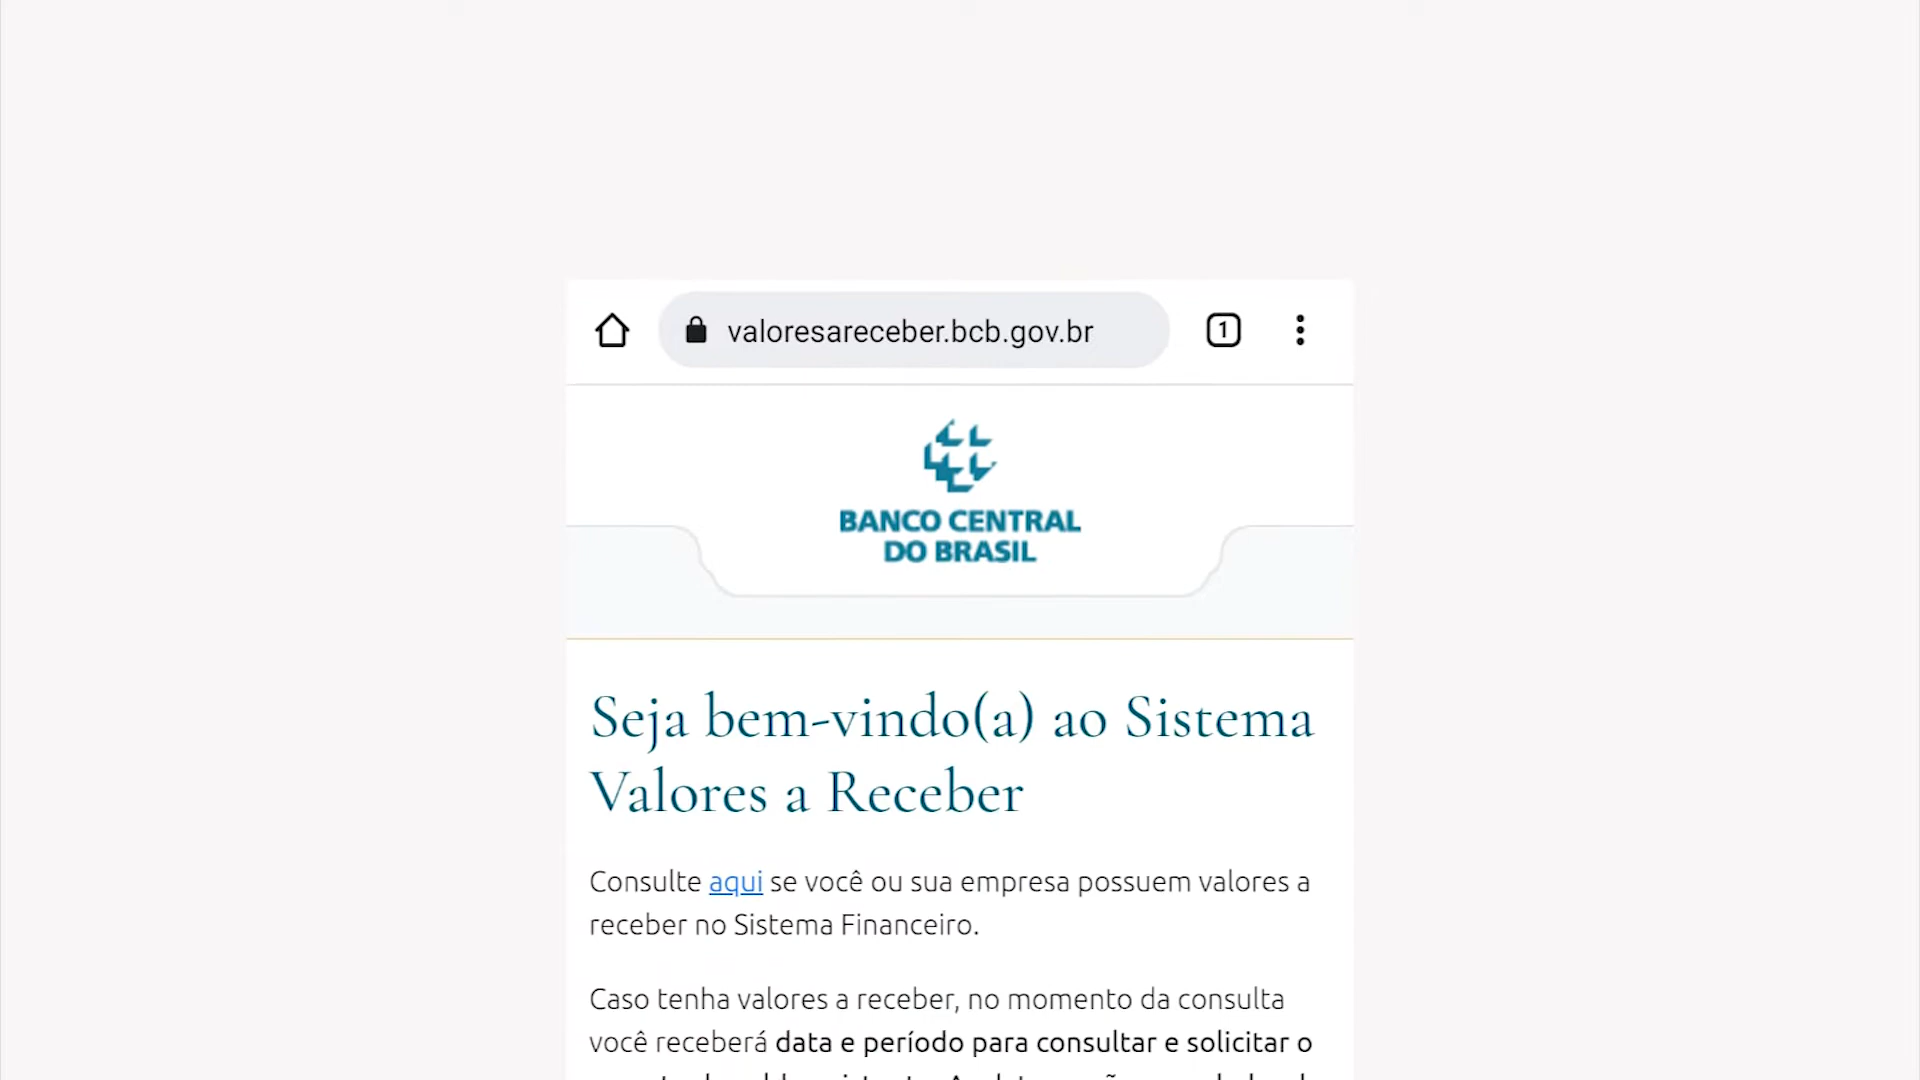 valoresareceber.bcb.gov.br
1
BANCO CENTRAL
DO BRASIL
Seja bem-vindo(a) ao Sistema
Valores a Receber
Consulte aqui se você ou sua empresa possuem valores a
receber no Sistema Financeiro.
Caso tenha valores a receber, no momento da consulta
você receberá data e período para consultar e solicitar o